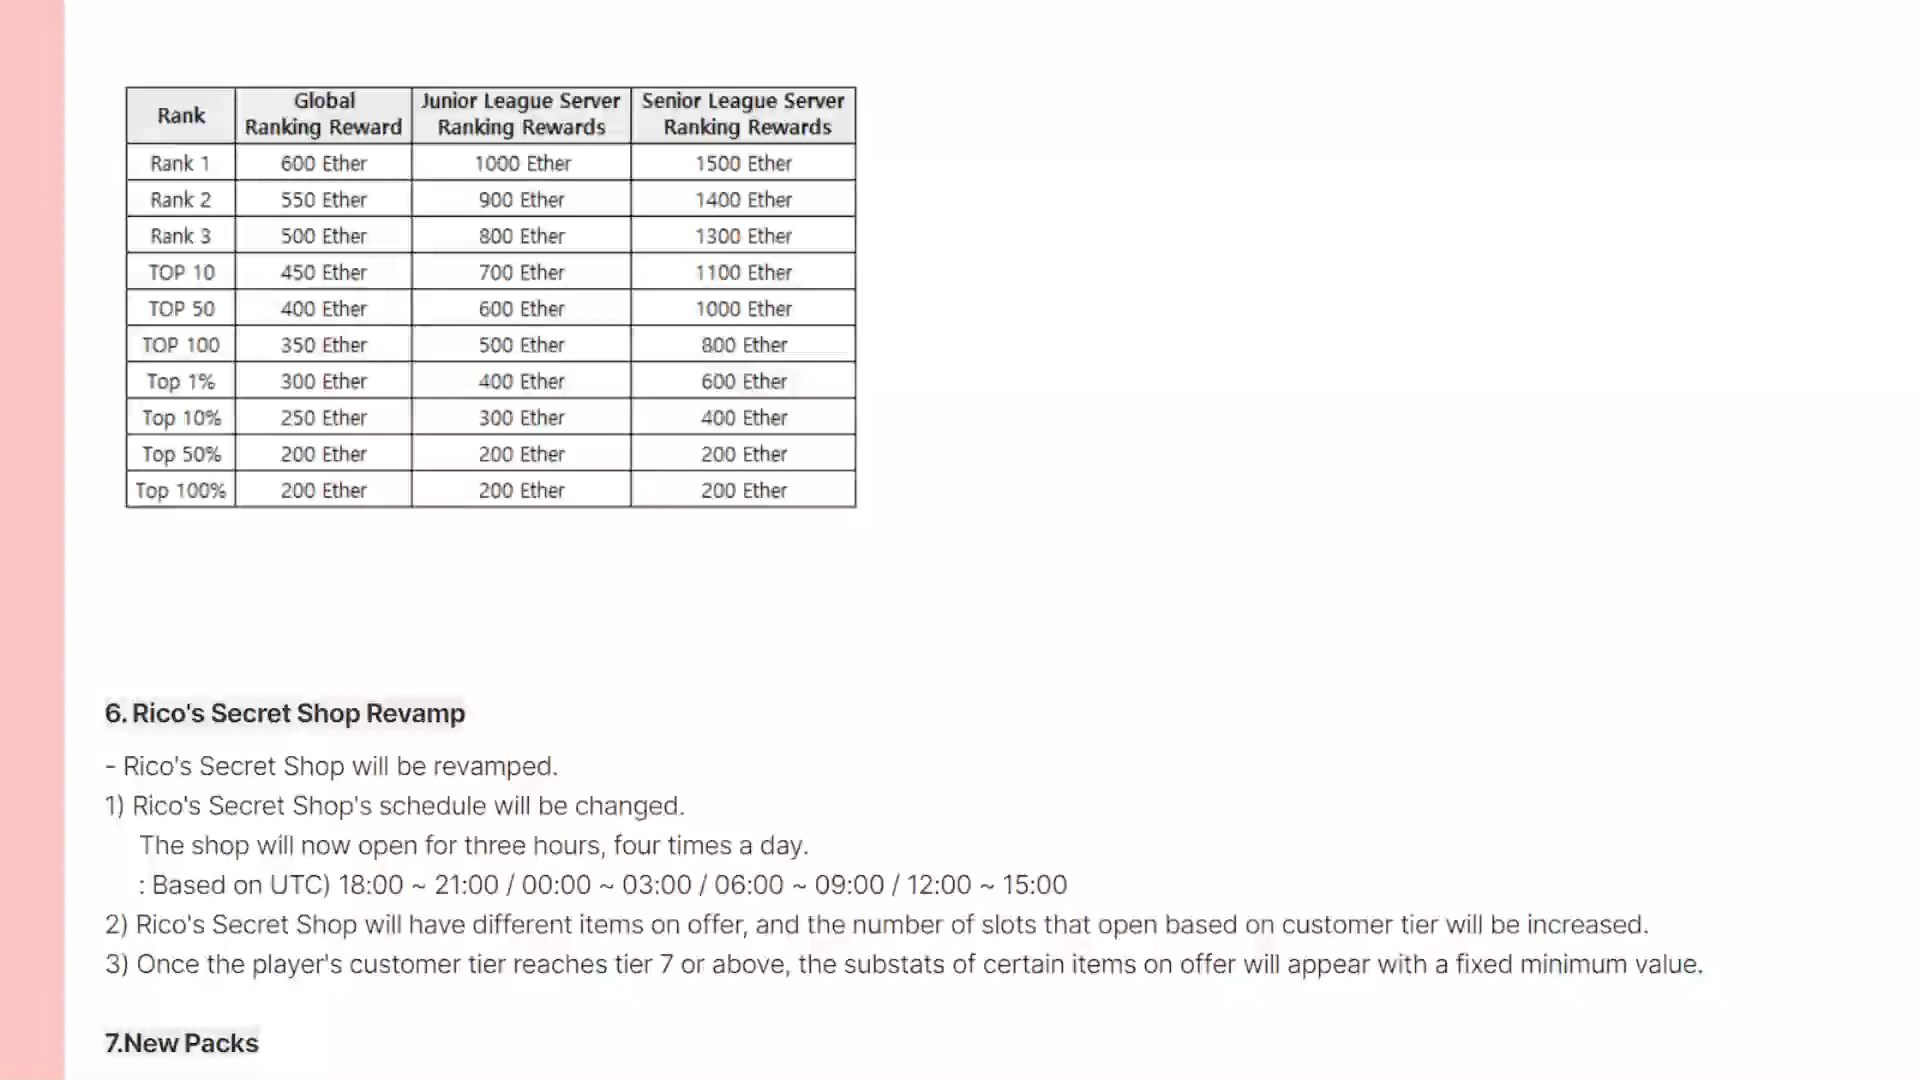 Rank Global Ranking Reward Junior League Server Ranking Rewards Senior League Server Ranking Rewards
Rank 1 600 Ether 1000 Ether 1500 Ether
Rank 2 550 Ether 900 Ether 1400 Ether
Rank 3 500 Ether 800 Ether 1300 Ether
TOP 10 450 Ether 700 Ether 1100 Ether
TOP 50 400 Ether 600 Ether 1000 Ether
TOP 100 350 Ether 500 Ether 800 Ether
Top 1% 300 Ether 400 Ether 600 Ether
Top 10% 250 Ether 300 Ether 400 Ether
Top 50% 200 Ether 200 Ether 200 Ether
Top 100% 200 Ether 200 Ether 200 Ether
6. Rico's Secret Shop Revamp
- Rico's Secret Shop will be revamped.
1) Rico's Secret Shop's schedule will be changed.
The shop will now open for three hours, four times a day.
: Based on UTC) 18:00 ~ 21:00 / 00:00 ~ 03:00 / 06:00 ~ 09:00 / 12:00 ~ 15:00
2) Rico's Secret Shop will have different items on offer, and the number of slots that open based on customer tier will be increased.
3) Once the player's customer tier reaches tier 7 or above, the substats of certain items on offer will appear with a fixed minimum value.
7.New Packs